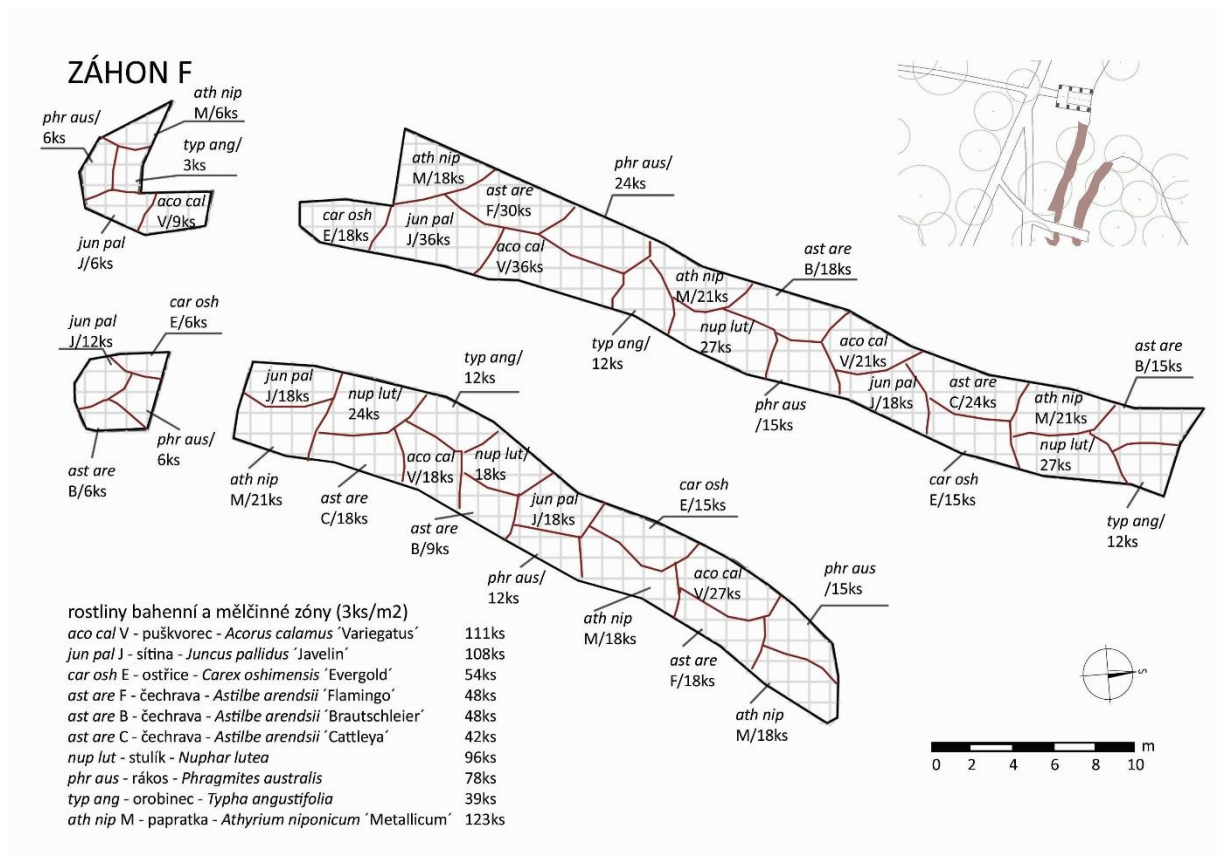 ZÁHON F
ath nip
M/6ks
phr aus/
6ks
typ ang/
3ks
aco cal
V/9ks
jun pal
J/6ks
ath nip
M/18ks
phr aus/
24ks
ast are
F/30ks
car osh
E/18ks
jun pal
J/36ks
aco cal
V/36ks
ast are
B/18ks
ath nip
M/21ks
nup lut/
27ks
typ ang/
12ks
aco cal
V/21ks
phr aus
/15ks
jun pal
J/18ks
ast are
C/24ks
ast are
B/15ks
ath nip
M/21ks
nup lut/
27ks
car osh
E/15ks
typ ang/
12ks
car osh
E/6ks
jun pal
J/12ks
phr aus/
6ks
ast are
B/6ks
jun pal
J/18ks
nup lut/
24ks
typ ang/
12ks
ath nip
M/21ks
ast are
C/18ks
aco cal
V/18ks
nup lut/
18ks
ast are
B/9ks
jun pal
J/18ks
phr aus/
12ks
car osh
E/15ks
ath nip
M/18ks
aco cal
V/27ks
phr aus
/15ks
ast are
F/18ks
ath nip
M/18ks
rostliny bahenní a mělčinné zóny (3ks/m2)
aco cal V - puškvorec - Acorus calamus ´Variegatus´ 111ks
jun pal J - sítina - Juncus pallidus ´Javelin´ 108ks
car osh E - ostřice - Carex oshimensis ´Evergold´ 54ks
ast are F - čechrava - Astilbe arendsii ´Flamingo´ 48ks
ast are B - čechrava - Astilbe arendsii ´Brautschleier´ 48ks
ast are C - čechrava - Astilbe arendsii ´Cattleya´ 42ks
nup lut - stulík - Nuphar lutea 96ks
phr aus - rákos - Phragmites australis 78ks
typ ang - orobinec - Typha angustifolia 39ks
ath nip M - papratka - Athyrium niponicum ´Metallicum´ 123ks
S
m
0 2 4 6 8 10